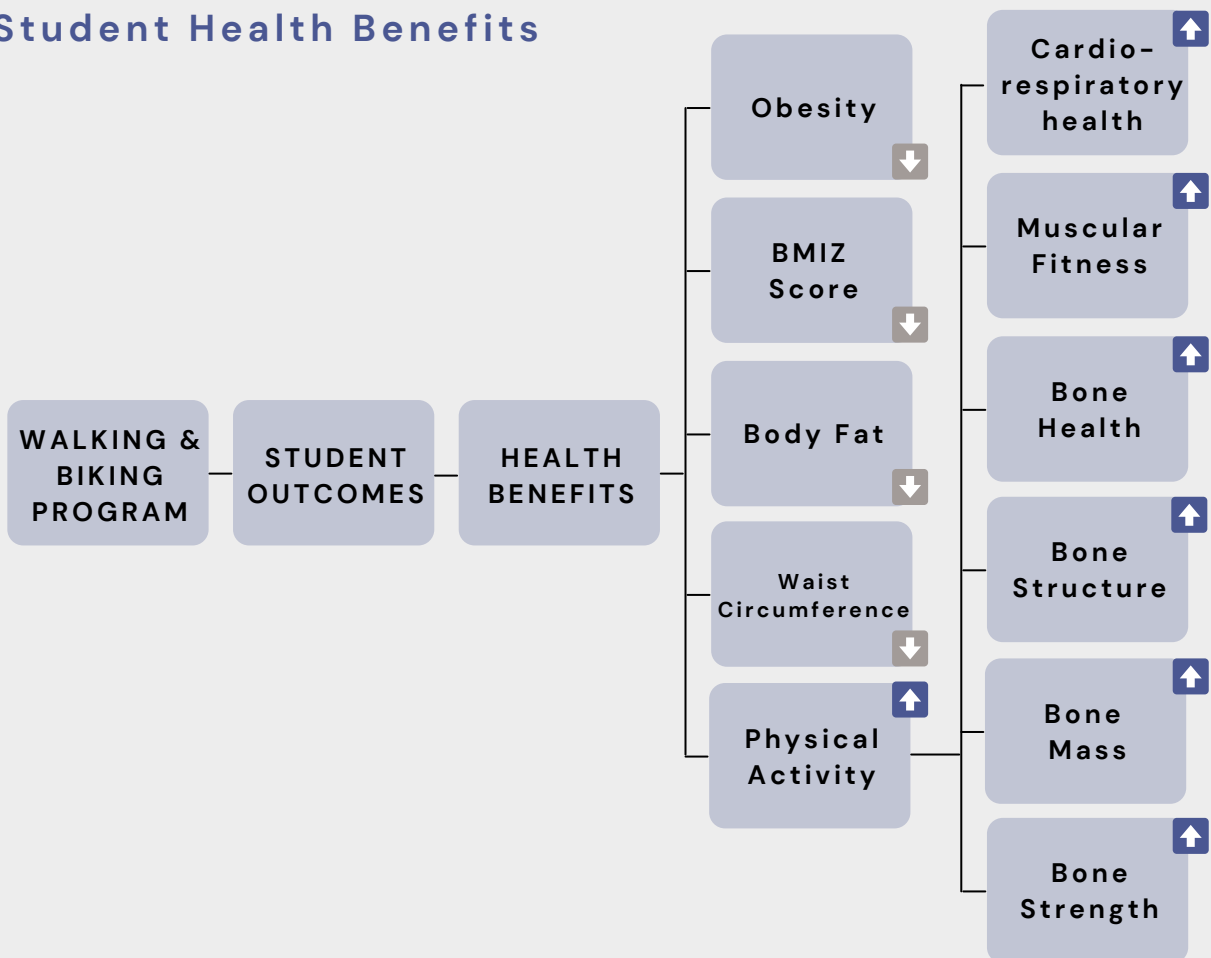 Student Health Benefits
WALKING &
BIKING
PROGRAM
STUDENT
OUTCOMES
HEALTH
BENEFITS
Obesity
BMIZ
Score
Body Fat
Waist
Circumference
Physical
Activity
Cardio-
respiratory
health
Muscular
Fitness
Bone
Health
Bone
Structure
Bone
Mass
Bone
Strength